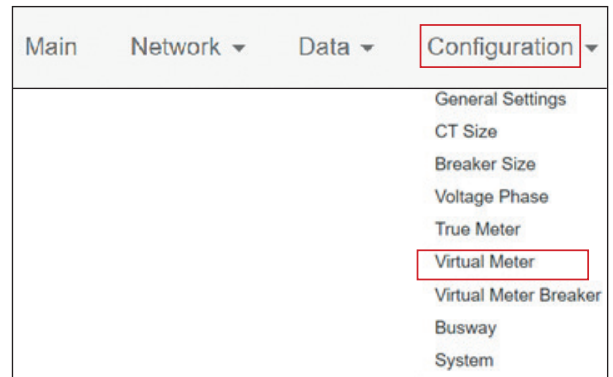 Main Network Data Configuration
General Settings
CT Size
Breaker Size
Voltage Phase
True Meter
Virtual Meter
Virtual Meter Breaker
Busway
System